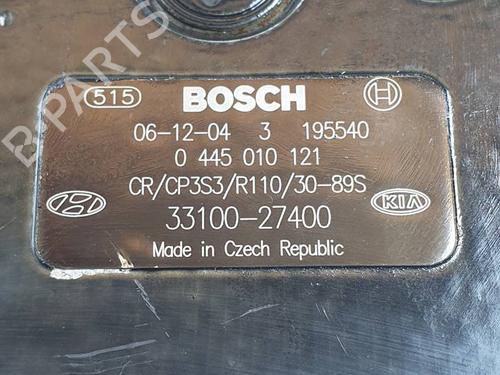 515 BOSCH
06-12-04 3 195540
0 445 010 121
CR/CP3S3/R110/30-89S
33100-27400 KIA
Made in Czech Republic
B-PARTS